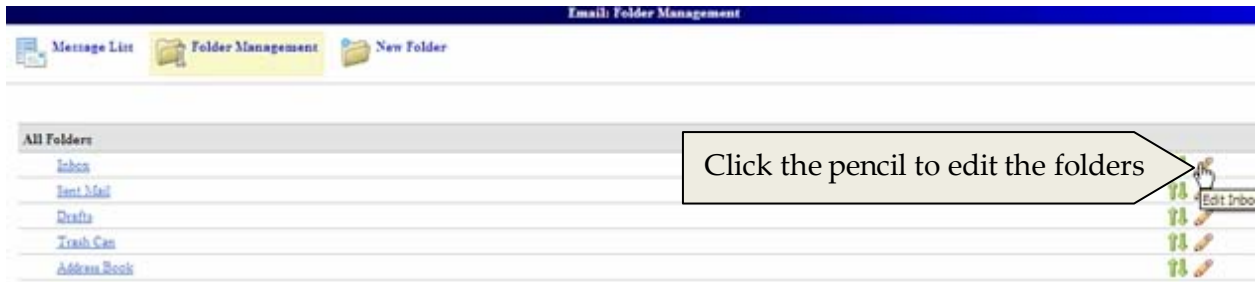 Email: Folder Management
Message List Folder Management New Folder
All Folders
Inbox
Click the pencil to edit the folders
Sent Mail
Edit Inbo
Drafts
Trash Can
Address Book